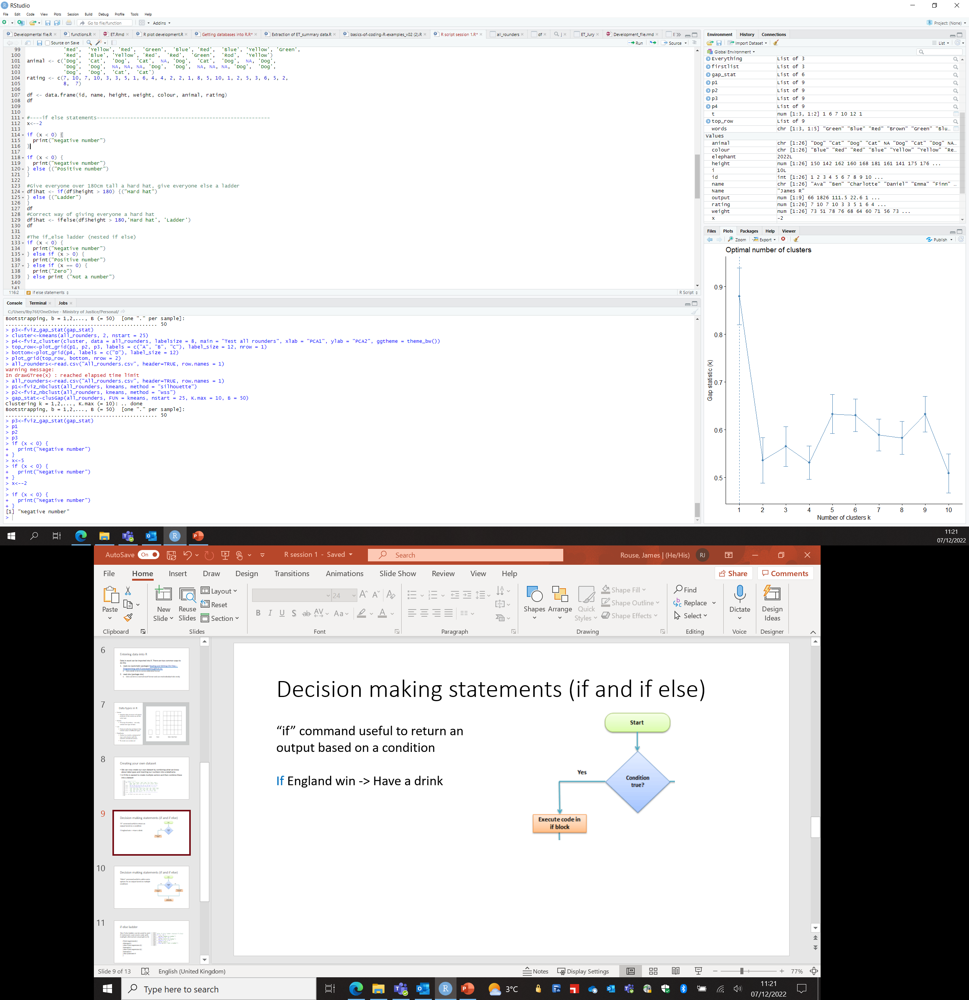 RStudio
File Edit Code View Plots Session Build Debug Profile Tools Help
Go to file/function Addins Project: (None)
Developmental file.R functions.R ET.Rmd R plot development.R Getting databases into R.R* Extraction of ET_summary data.R basics-of-coding-R-examples_v02 (2).R R script session 1.R* all_rounders df j ET_Jury Development_file.rmd E
Source on Save Run Source
99 'Red', 'Yellow', 'Red', 'Green', 'Blue', 'Red', 'Blue', 'Yellow', 'Green',
100 'Red', 'Blue', 'Yellow', 'Red', 'Red', 'Green', 'Rod', 'Yellow')
101 animal <- c('Dog', 'Cat', 'Dog', 'Cat', NA, 'Dog', 'Cat', 'Dog', NA, 'Dog',
102 'Dog', 'Dog', NA, NA, NA, 'Dog', 'Dog', NA, NA, NA, 'Dog', 'Dog',
103 'Dog', 'Dog', 'Cat', 'Cat')
104 rating <- c(7, 10, 7, 10, 3, 3, 5, 1, 6, 4, 4, 2, 2, 1, 8, 5, 10, 1, 2, 5, 3, 6, 5, 2,
105 8, 7)
106
107 df <- data.frame(id, name, height, weight, colour, animal, rating)
108 df
109
110
111 #----if else statements---------------------------------------------------------
112 x<--2
113
114 if (x < 0) {
115 print("Negative number")
116 }
117
118 if (x < 0) {
119 print("Negative number")
120 } else {("Positive number")
121 }
122
123 #Give everyone over 180cm tall a hard hat, give everyone else a ladder
124 df$hat <- if(df$height > 180) {("Hard hat")
125 } else {("Ladder")
126 }
127 df
128 #Correct way of giving everyone a hard hat
129 df$hat <- ifelse(df$height > 180,'Hard hat', 'Ladder')
130 df
131
132 #The if_else ladder (nested if else)
133 if (x < 0) {
134 print("Negative number")
135 } else if (x > 0) {
136 print("Positive number")
137 } else if (x == 0) {
138 print("Zero")
139 } else print ("Not a number")
140
141
116:2 if else statements R Script
Console Terminal Jobs
C:/Users/lby76f/OneDrive - Ministry of Justice/Personal/
Bootstrapping, b = 1,2,..., B (= 50) [one "." per sample]:
.................................................. 50
> p3<-fviz_gap_stat(gap_stat)
> cluster<-kmeans(all_rounders, 2, nstart = 25)
> p4<-fviz_cluster(cluster, data = all_rounders, labelsize = 8, main = "Test all rounders", xlab = "PCA1", ylab = "PCA2", ggtheme = theme_bw())
> top_row<-plot_grid(p1, p2, p3, labels = c("A", "B", "C"), label_size = 12, nrow = 1)
> bottom<-plot_grid(p4, labels = c("D"), label_size = 12)
> plot_grid(top_row, bottom, nrow = 2)
> all_rounders<-read.csv("All_rounders.csv", header=TRUE, row.names = 1)
Warning message:
In drawGTree(x) : reached elapsed time limit
> all_rounders<-read.csv("All_rounders.csv", header=TRUE, row.names = 1)
> p1<-fviz_nbclust(all_rounders, kmeans, method = "silhouette")
> p2<-fviz_nbclust(all_rounders, kmeans, method = "wss")
> gap_stat<-clusGap(all_rounders, FUN = kmeans, nstart = 25, K.max = 10, B = 50)
Clustering k = 1,2,..., K.max (= 10): .. done
Bootstrapping, b = 1,2,..., B (= 50) [one "." per sample]:
.................................................. 50
> p3<-fviz_gap_stat(gap_stat)
> p1
> p2
> p3
> if (x < 0) {
+ print("Negative number")
+ }
> x<-5
> if (x < 0) {
+ print("Negative number")
+ }
> x<--2
>
> if (x < 0) {
+ print("Negative number")
+ }
[1] "Negative number"
>
Environment History Connections
Import Dataset List
Global Environment
Everything List of 3
firstlist List of 3
gap_stat List of 6
p1 List of 9
p2 List of 9
p3 List of 9
p4 List of 9
t num [1:3, 1:2] 1 6 7 10 12 1
top_row List of 9
words chr [1:3, 1:5] "Green" "Blue" "Red" "Brown" "Green" "Blu…
Values
animal chr [1:26] "Dog" "Cat" "Dog" "Cat" NA "Dog" "Cat" "Dog" NA…
colour chr [1:26] "Blue" "Red" "Red" "Blue" "Yellow" "Yellow" "Re…
elephant 2022L
height num [1:26] 150 142 162 160 168 181 161 141 175 176 ...
i 10L
id int [1:26] 1 2 3 4 5 6 7 8 9 10 ...
name chr [1:26] "Ava" "Ben" "Charlotte" "Daniel" "Emma" "Finn" …
Name "James R"
output num [1:9] 66 1826 111.5 22.6 1 ...
rating num [1:26] 7 10 7 10 3 3 5 1 6 4 ...
weight num [1:26] 73 51 78 76 68 64 60 71 56 73 ...
x -2
Files Plots Packages Help Viewer
Zoom Export Publish
Optimal number of clusters
Gap statistic (k)
0.9
0.8
0.7
0.6
0.5
1 2 3 4 5 6 7 8 9 10
Number of clusters k
11:21
07/12/2022
AutoSave On R session 1 - Saved Search Rouse, James | (He/His) RJ
File Home Insert Draw Design Transitions Animations Slide Show Review View Help Share Comments
Paste New Slide Reuse Slides Layout Reset Section 24 Shapes Arrange Quick Styles Shape Fill Shape Outline Shape Effects Find Replace Select Dictate Design Ideas
Clipboard Slides Font Paragraph Drawing Editing Voice Designer
6
Entering data into R
7
Data types in R
8
Creating your own dataset
9
Decision making statements (if and if else)
10
Decision making statements (if and if else)
11
if else ladder
Decision making statements (if and if else)
“if” command useful to return an
output based on a condition
If England win -> Have a drink
Start
Condition
true?
Yes
Execute code in
if block
Slide 9 of 13 English (United Kingdom) Notes Display Settings 77%
Type here to search 3°C 11:21
07/12/2022